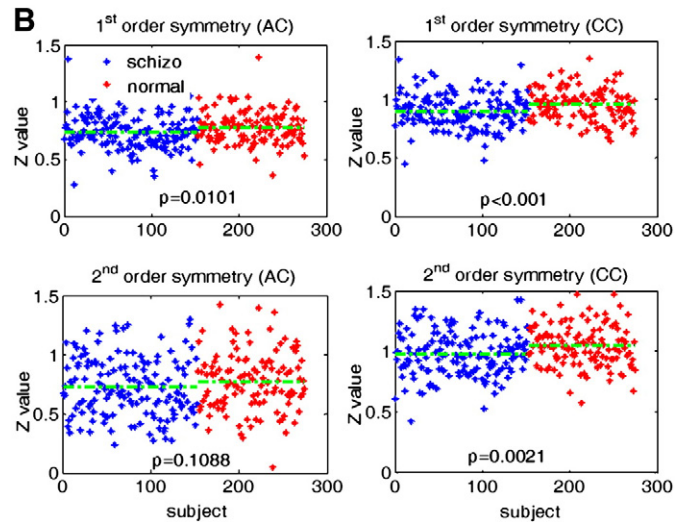 B
1st order symmetry (AC)
1.5
1
0.5
0
Z value
schizo
normal
p=0.0101
0 100 200 300
1st order symmetry (CC)
1.5
1
0.5
0
Z value
p<0.001
0 100 200 300
2nd order symmetry (AC)
1.5
1
0.5
0
Z value
p=0.1088
0 100 200 300
subject
2nd order symmetry (CC)
1.5
1
0.5
0
Z value
p=0.0021
0 100 200 300
subject